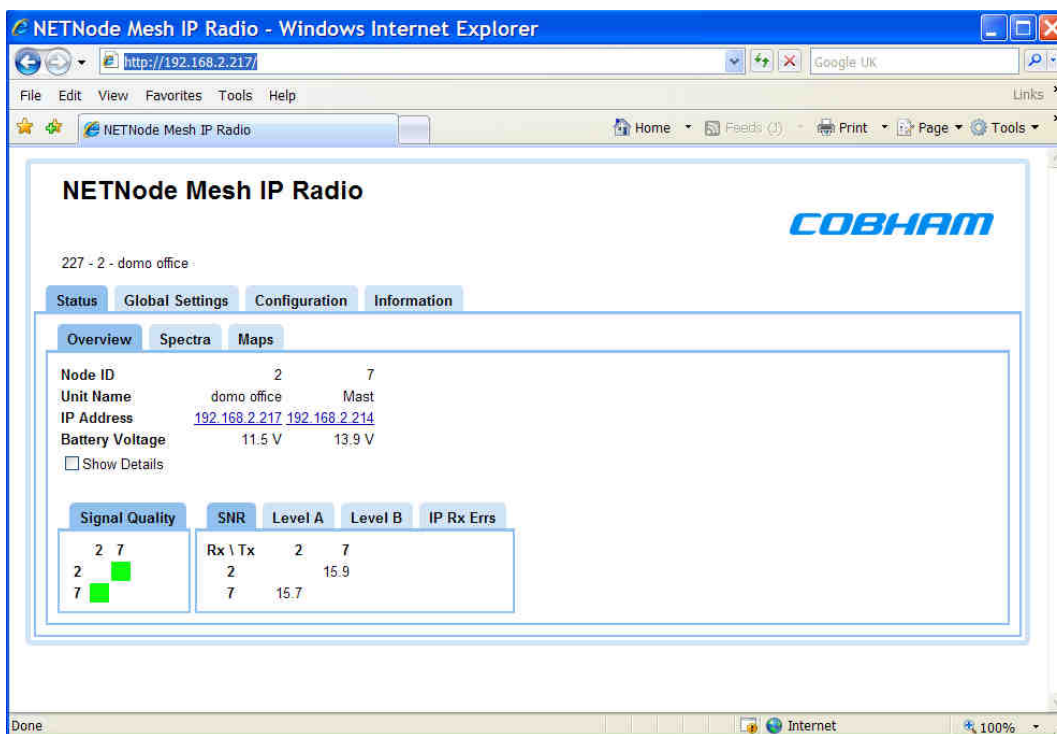 NETNode Mesh IP Radio - Windows Internet Explorer
http://192.168.2.217/
Google UK
File Edit View Favorites Tools Help
Links
NETNode Mesh IP Radio
Home Feeds (J) Print Page Tools
NETNode Mesh IP Radio
COBHAM
227 - 2 - domo office
Status Global Settings Configuration Information
Overview Spectra Maps
Node ID 2 7
Unit Name domo office Mast
IP Address 192.168.2.217 192.168.2.214
Battery Voltage 11.5 V 13.9 V
Show Details
Signal Quality SNR Level A Level B IP Rx Errs
2 7 Rx \ Tx 2 7
2 2 15.9
7 7 15.7
Done Internet 100%